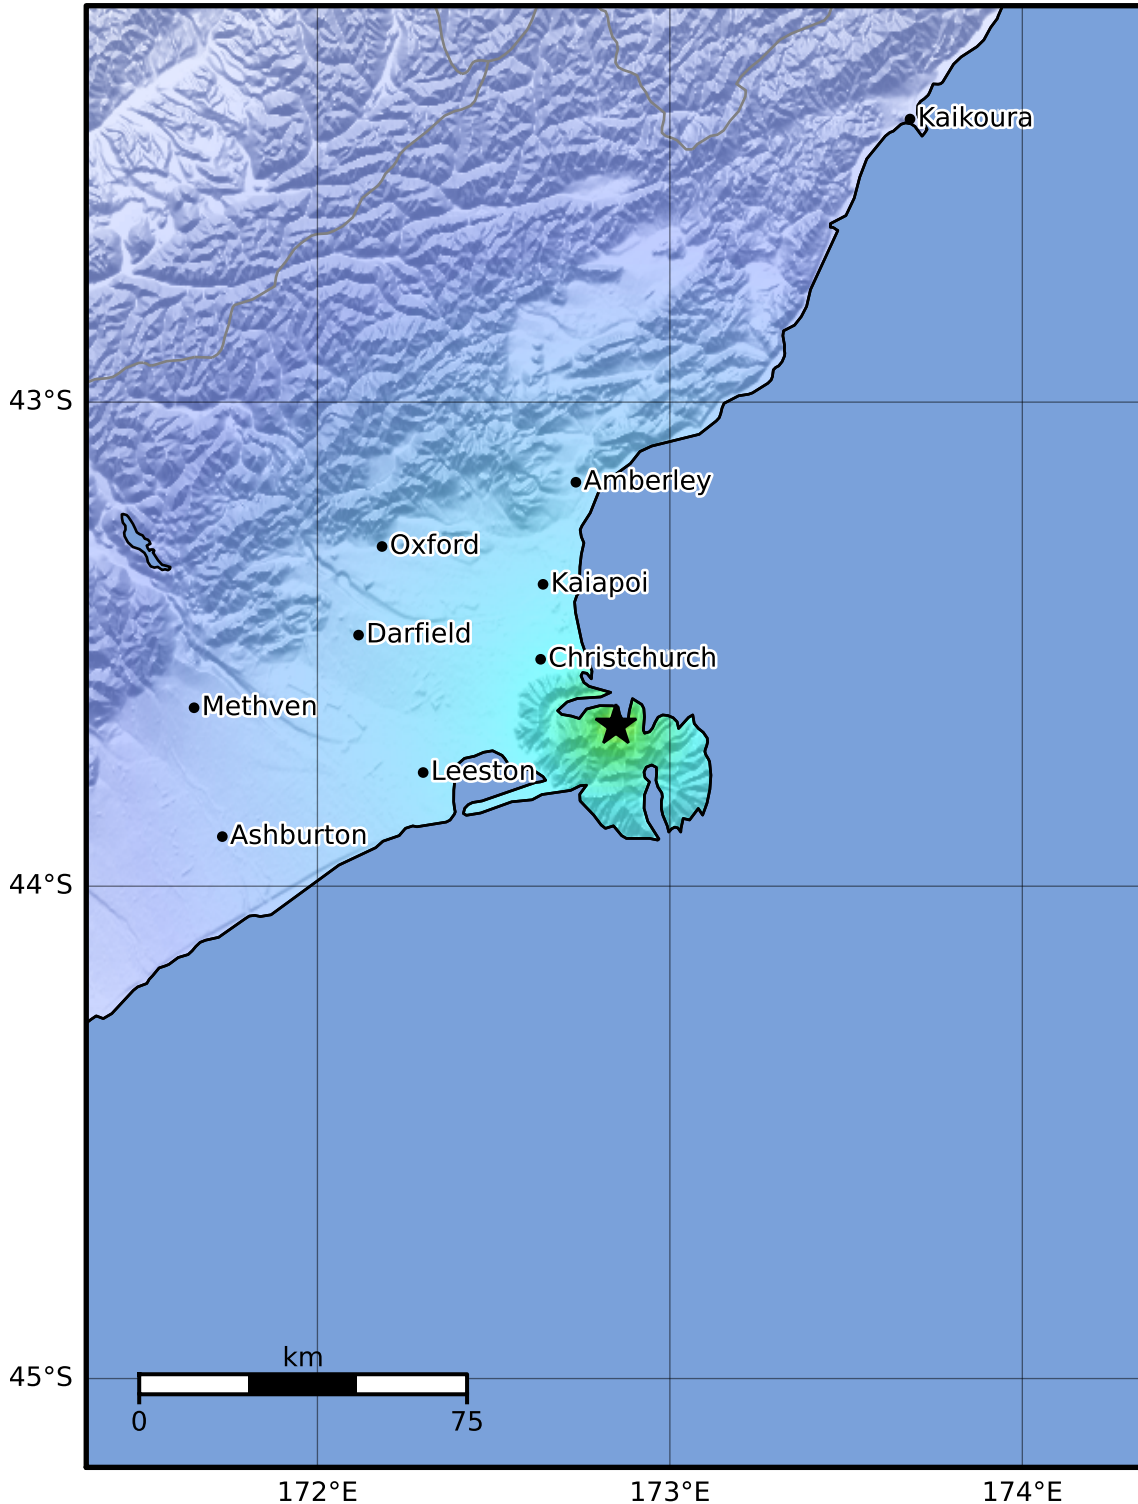 Kaikoura
43°S
Amberley
Oxford
Kaiapoi
Darfield
Christchurch
Methven
Leeston
Ashburton
44°S
km
45°S
0
75
172°E
173°E
174°E